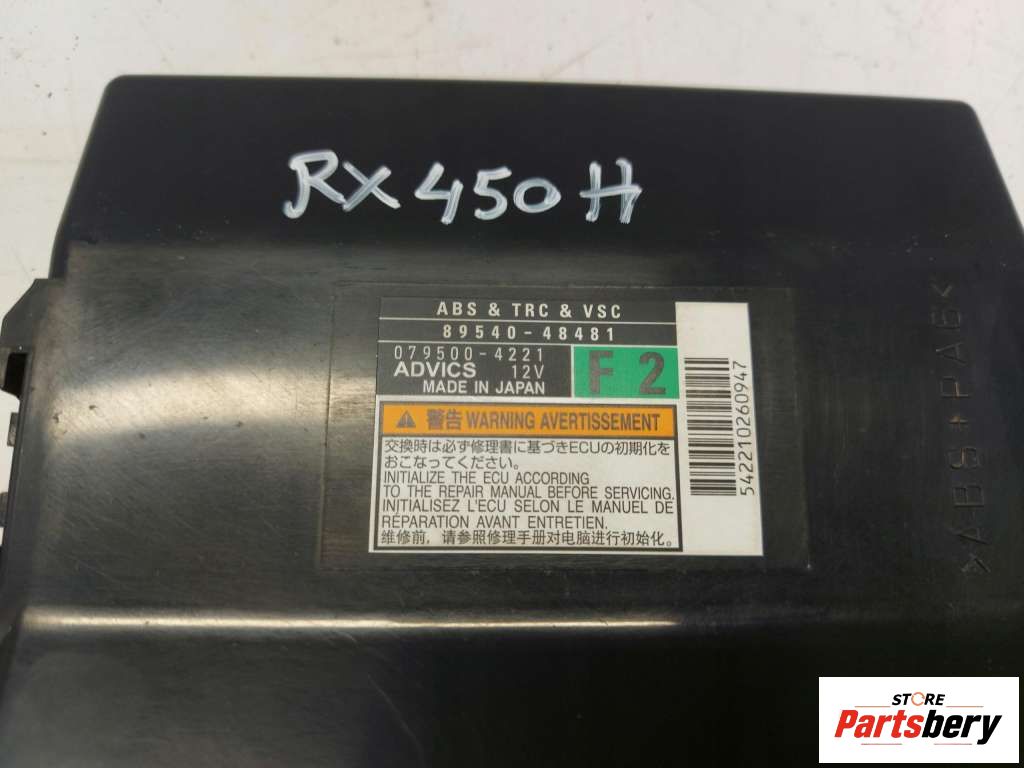 RX 450 H
ABS & TRC & VSC
89540-48481
079500-4221
ADVICS 12V
MADE IN JAPAN
F 2
警告 WARNING AVERTISSEMENT
交換時は必ず修理書に基づきECUの初期化を
おこなってください。
INITIALIZE THE ECU ACCORDING
TO THE REPAIR MANUAL BEFORE SERVICING.
INITIALISEZ L'ECU SELON LE MANUEL DE
RÉPARATION AVANT ENTRETIEN.
维修前，请参照修理手册对电脑进行初始化。
542210260947
>ABS+PA6<
STORE
Partsbery